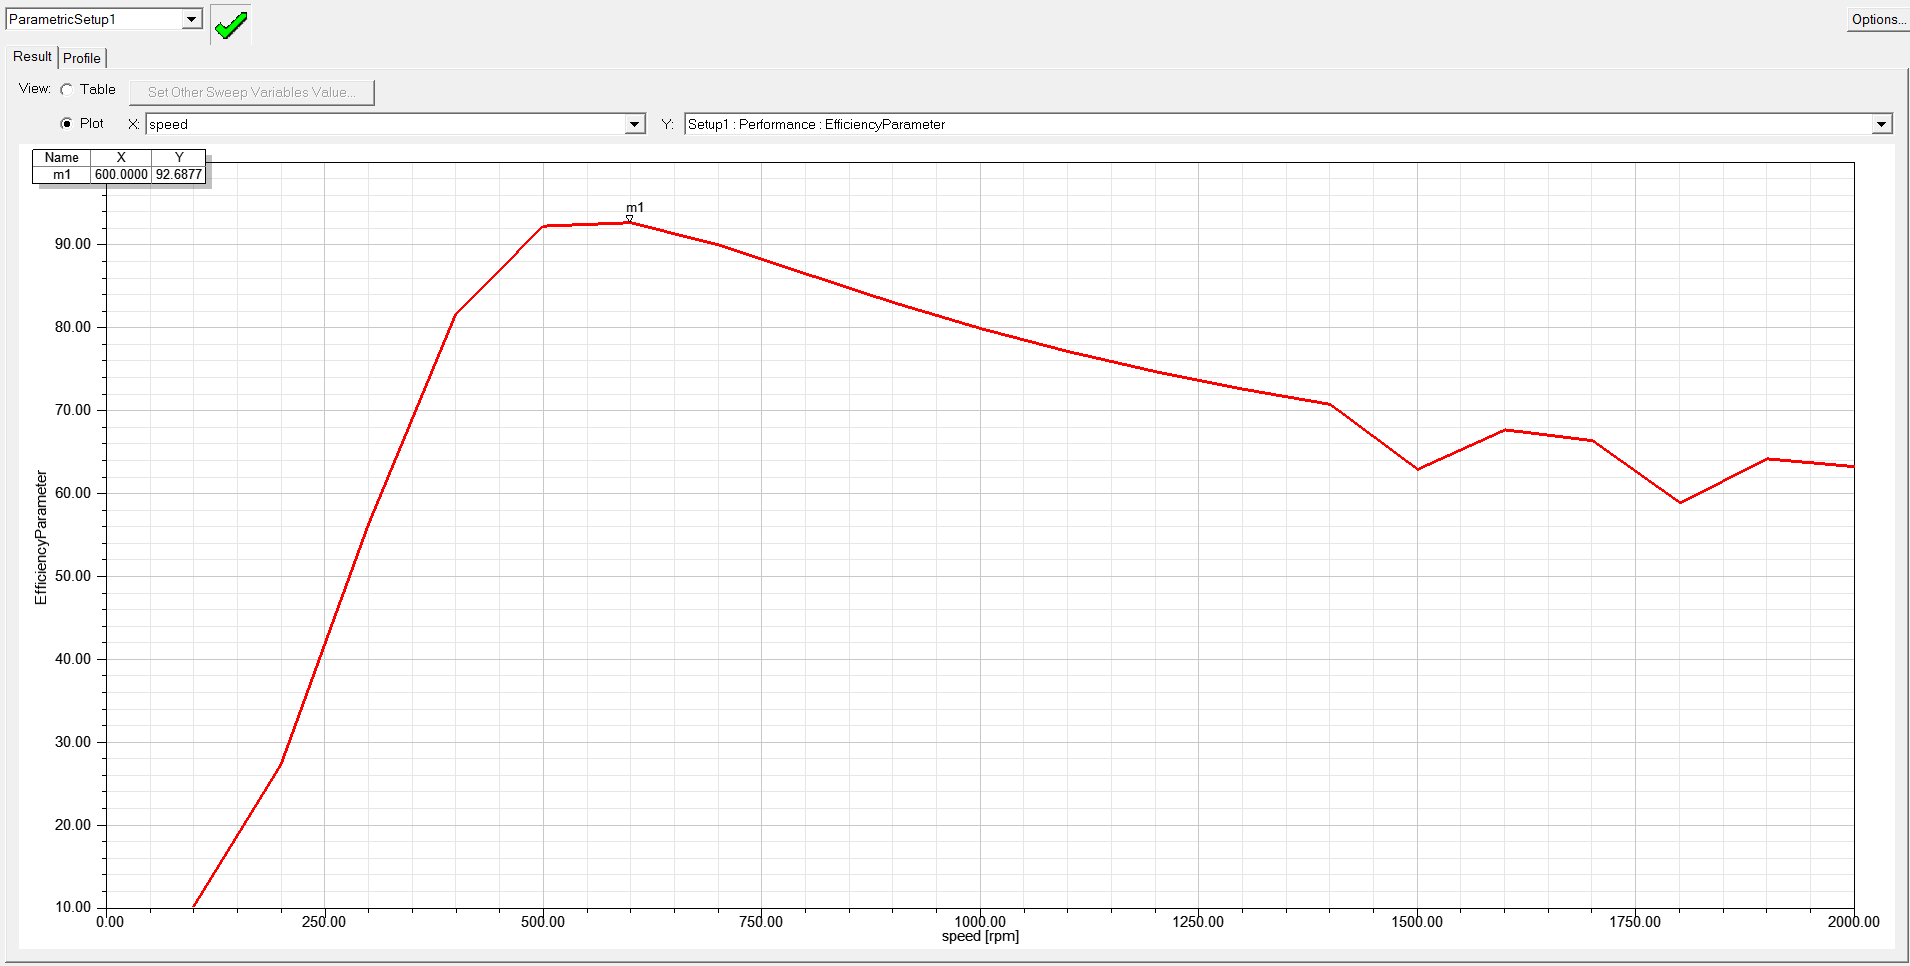 ParametricSetup1
Options...
Result Profile
View: Table Set Other Sweep Variables Value...
Plot X: speed Y: Setup1 : Performance : EfficiencyParameter
Name X Y
m1 600.0000 92.6877
m1
90.00
80.00
70.00
60.00
50.00
40.00
30.00
20.00
10.00
EfficiencyParameter
0.00 250.00 500.00 750.00 1000.00 1250.00 1500.00 1750.00 2000.00
speed [rpm]